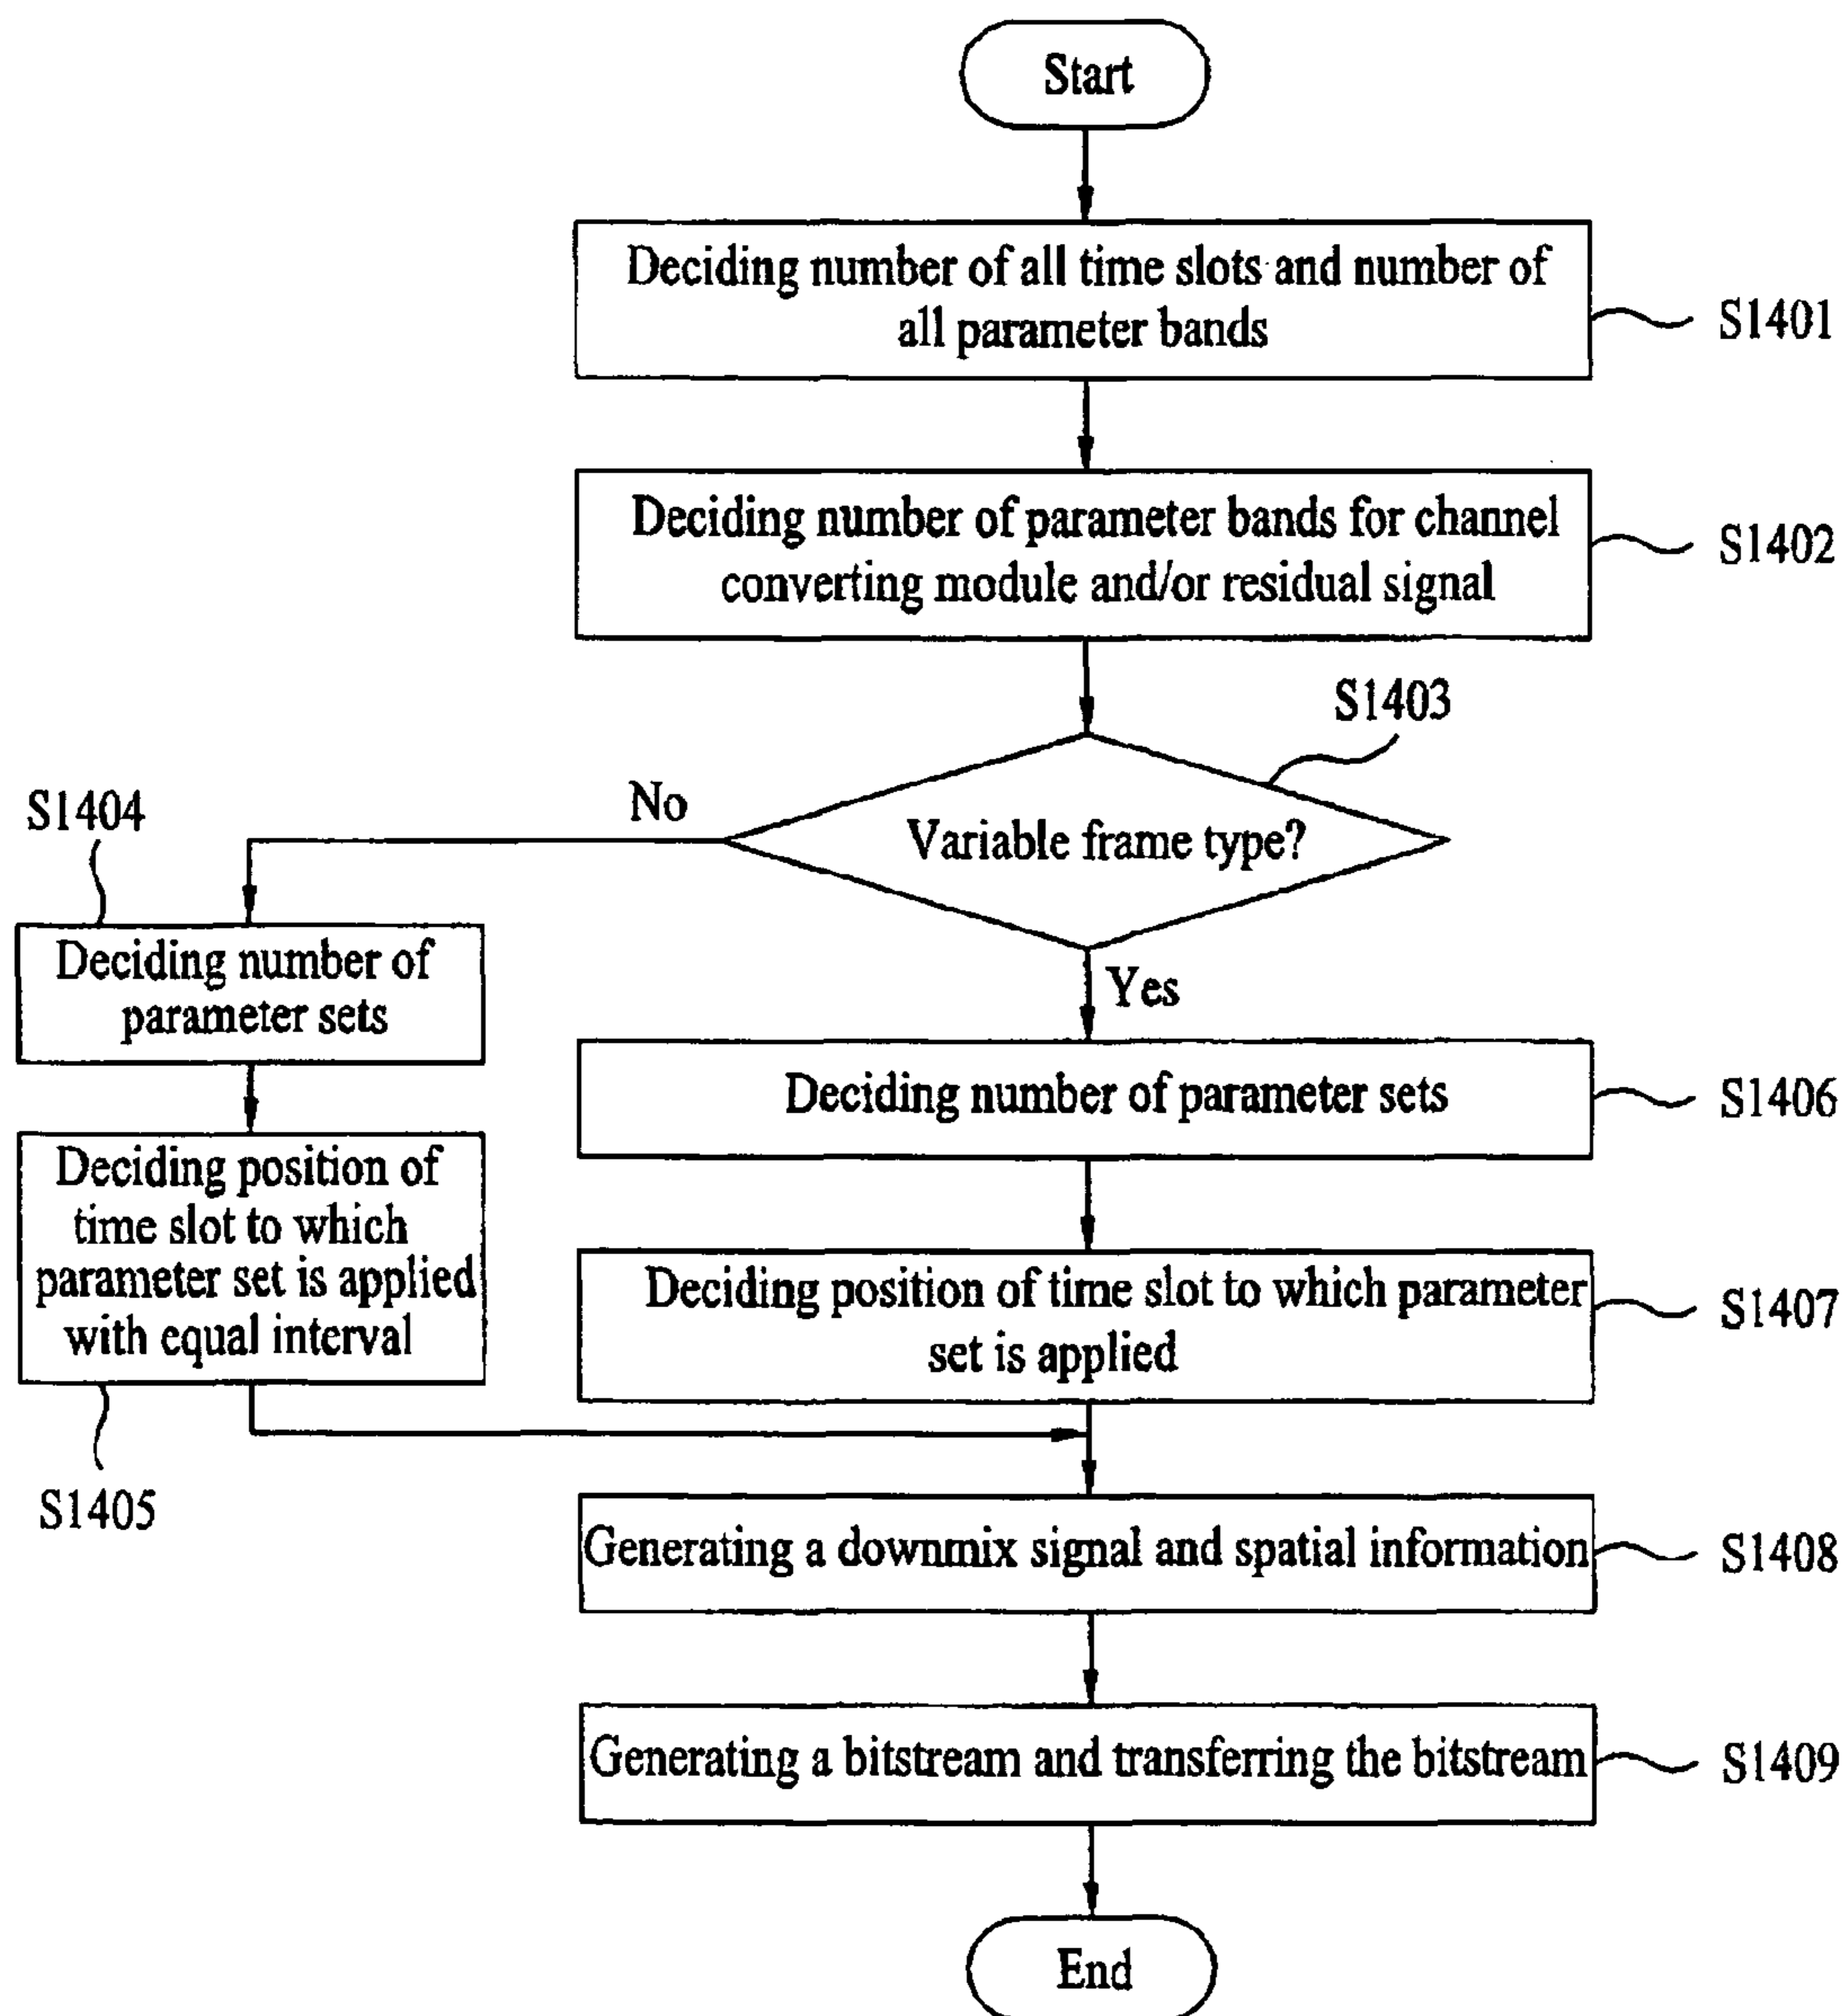 Start
Deciding number of all time slots and number of
all parameter bands
S1401
Deciding number of parameter bands for channel
converting module and/or residual signal
S1402
S1403
Variable frame type?
No
Yes
S1404
Deciding number of
parameter sets
Deciding position of
time slot to which
parameter set is applied
with equal interval
S1405
Deciding number of parameter sets
S1406
Deciding position of time slot to which parameter
set is applied
S1407
Generating a downmix signal and spatial information
S1408
Generating a bitstream and transferring the bitstream
S1409
End